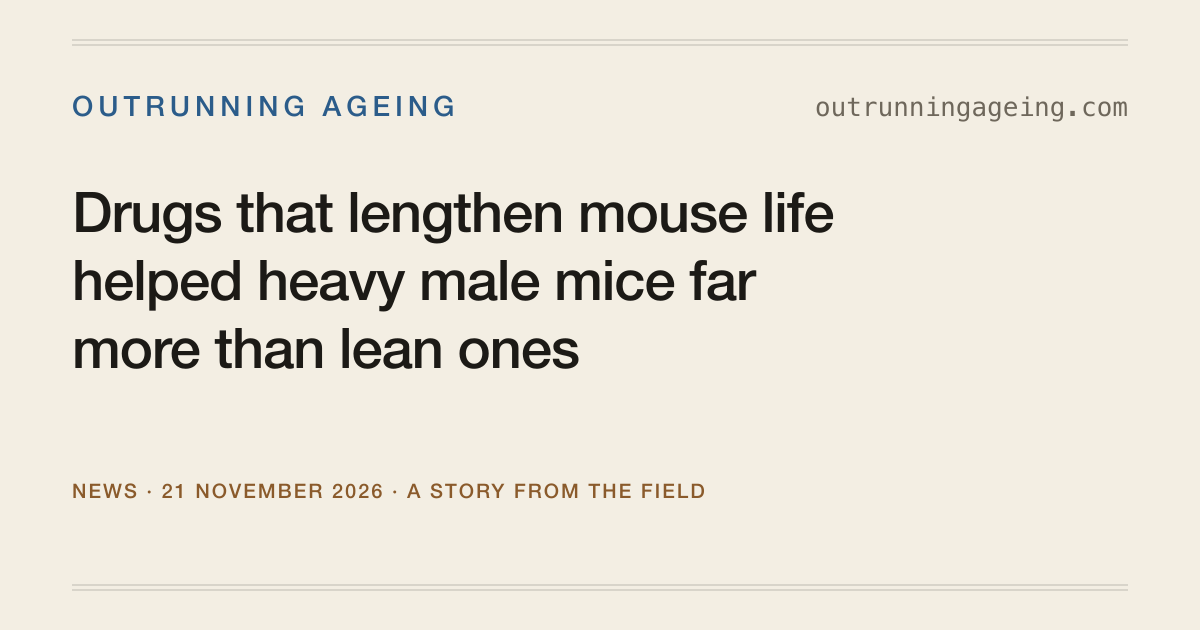 OUTRUNNING AGEING
outrunningageing.com
Drugs that lengthen mouse life
helped heavy male mice far
more than lean ones
NEWS · 21 NOVEMBER 2026 · A STORY FROM THE FIELD